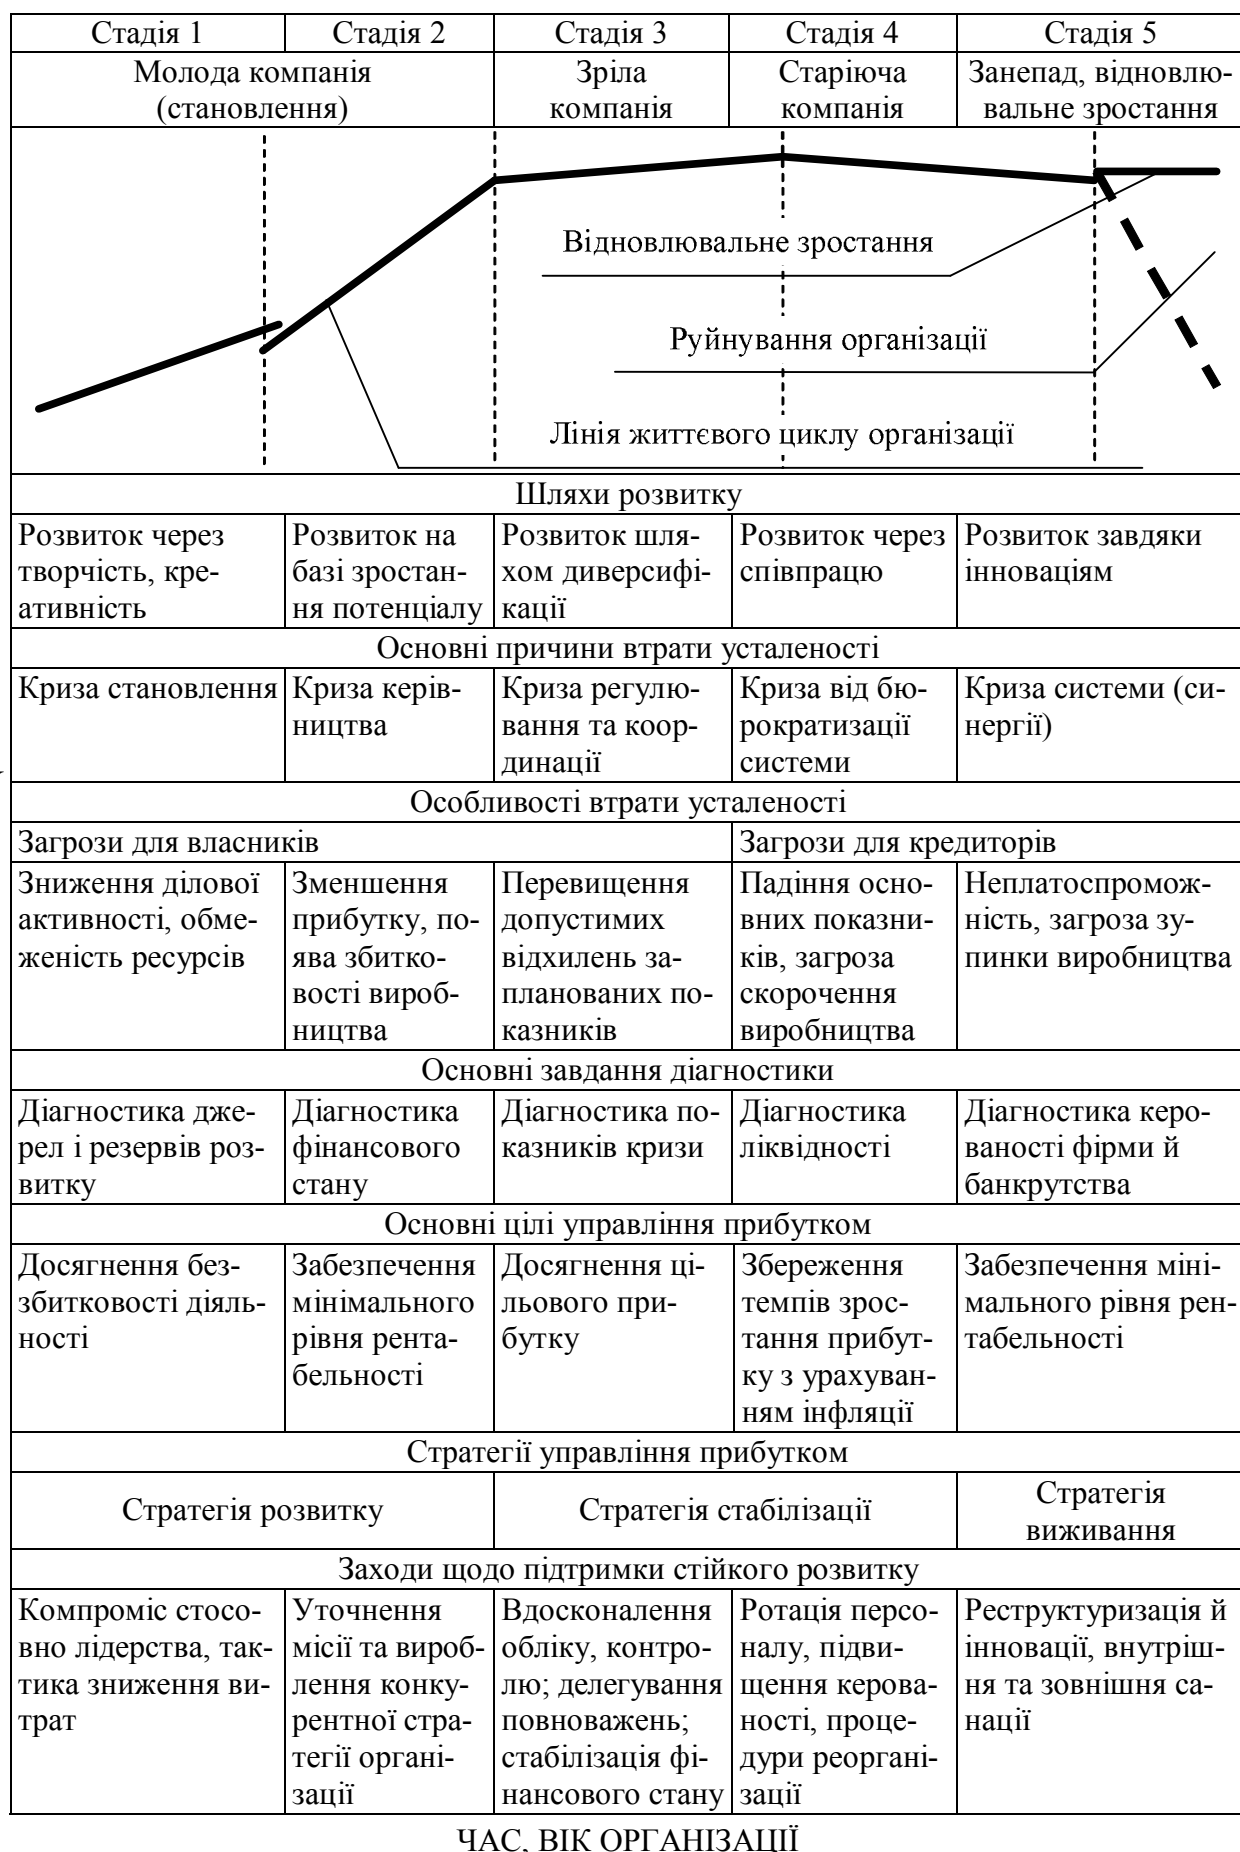 Стадія 1 Стадія 2 Стадія 3 Стадія 4 Стадія 5
Молода компанія
(становлення)
Зріла
компанія
Старіюча
компанія
Занепад, відновлю-
вальне зростання
Відновлювальне зростання
Руйнування організації
Лінія життєвого циклу організації
Шляхи розвитку
Розвиток через
творчість, кре-
ативність
Розвиток на
базі зростан-
ня потенціалу
Розвиток шля-
хом диверсифі-
кації
Розвиток через
співпрацю
Розвиток завдяки
інноваціям
Основні причини втрати усталеності
Криза становлення
Криза керів-
ництва
Криза регулю-
вання та коор-
динації
Криза від бю-
рократизації
системи
Криза системи (си-
нергії)
Особливості втрати усталеності
Загрози для власників
Загрози для кредиторів
Зниження ділової
активності, обме-
женість ресурсів
Зменшення
прибутку, по-
ява збитко-
вості вироб-
ництва
Перевищення
допустимих
відхилень за-
планованих по-
казників
Падіння осно-
вних показни-
ків, загроза
скорочення
виробництва
Неплатоспромож-
ність, загроза зу-
пинки виробництва
Основні завдання діагностики
Діагностика дже-
рел і резервів роз-
витку
Діагностика
фінансового
стану
Діагностика по-
казників кризи
Діагностика
ліквідності
Діагностика керо-
ваності фірми й
банкрутства
Основні цілі управління прибутком
Досягнення без-
збитковості діяль-
ності
Забезпечення
мінімального
рівня рента-
бельності
Досягнення ці-
льового при-
бутку
Збереження
темпів зрос-
тання прибут-
ку з урахуван-
ням інфляції
Забезпечення міні-
мального рівня рен-
табельності
Стратегії управління прибутком
Стратегія розвитку
Стратегія стабілізації
Стратегія
виживання
Заходи щодо підтримки стійкого розвитку
Компроміс стосо-
вно лідерства, так-
тика зниження ви-
трат
Уточнення
місії та вироб-
лення конку-
рентної стра-
тегії органі-
зації
Вдосконалення
обліку, контро-
лю; делегування
повноважень;
стабілізація фі-
нансового стану
Ротація персо-
налу, підви-
щення керова-
ності, проце-
дури реоргані-
зації
Реструктуризація й
інновації, внутріш-
ня та зовнішня са-
нації
ЧАС, ВІК ОРГАНІЗАЦІЇ